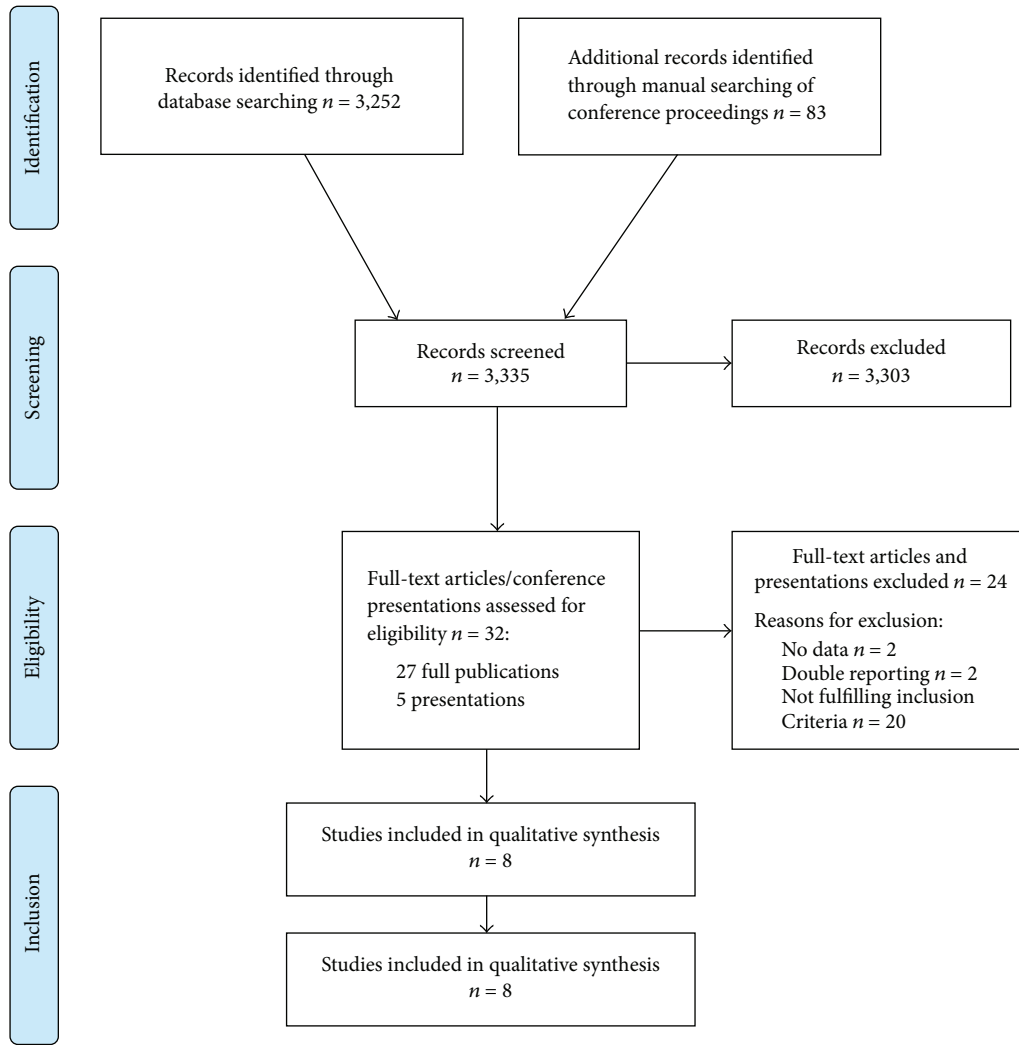 Identification
Records identified through
database searching n = 3,252
Additional records identified
through manual searching of
conference proceedings n = 83
Screening
Records screened
n = 3,335
Records excluded
n = 3,303
Eligibility
Full-text articles/conference
presentations assessed for
eligibility n = 32:
27 full publications
5 presentations
Full-text articles and
presentations excluded n = 24
Reasons for exclusion:
No data n = 2
Double reporting n = 2
Not fulfilling inclusion
Criteria n = 20
Inclusion
Studies included in qualitative synthesis
n = 8
Studies included in qualitative synthesis
n = 8